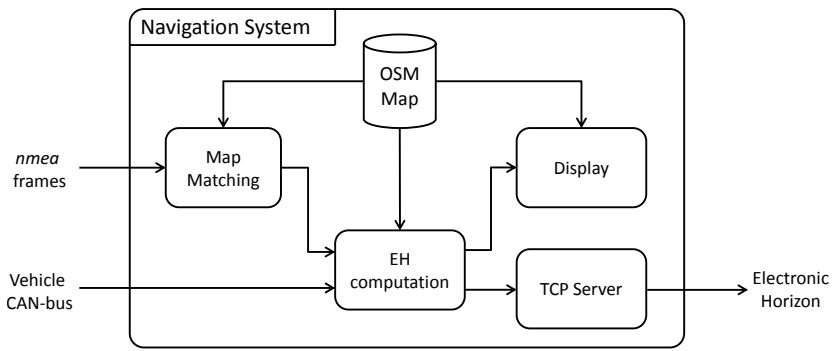 Navigation System
OSM
Map
nmea
frames
Map
Matching
Display
EH
computation
Vehicle
CAN-bus
TCP Server
Electronic
Horizon